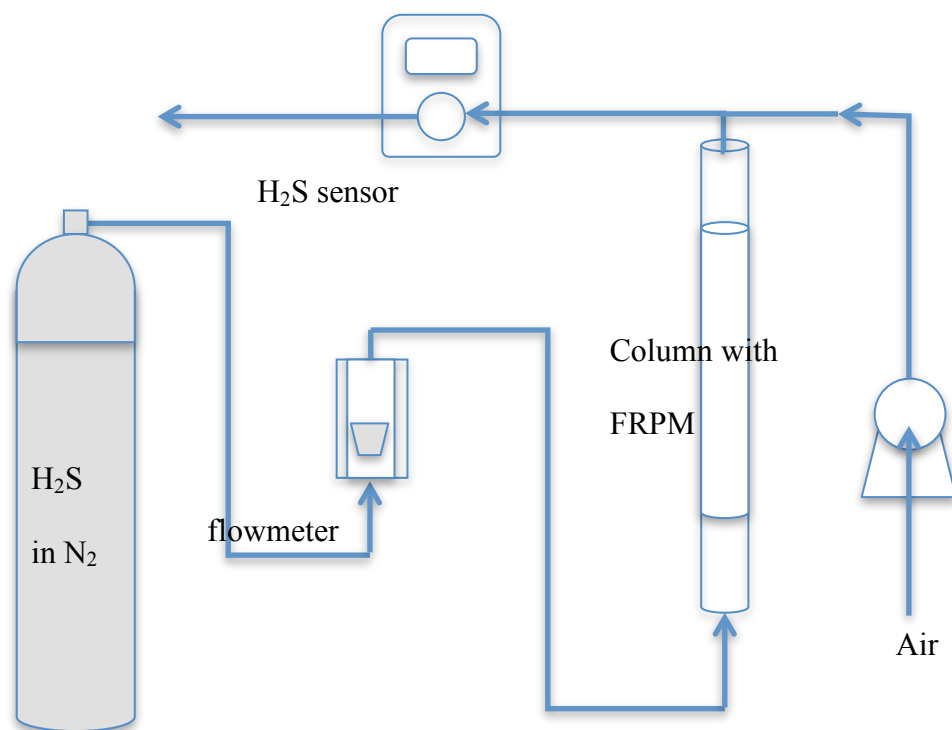 H₂S sensor
Column with
FRPM
H₂S
in N₂
flowmeter
Air